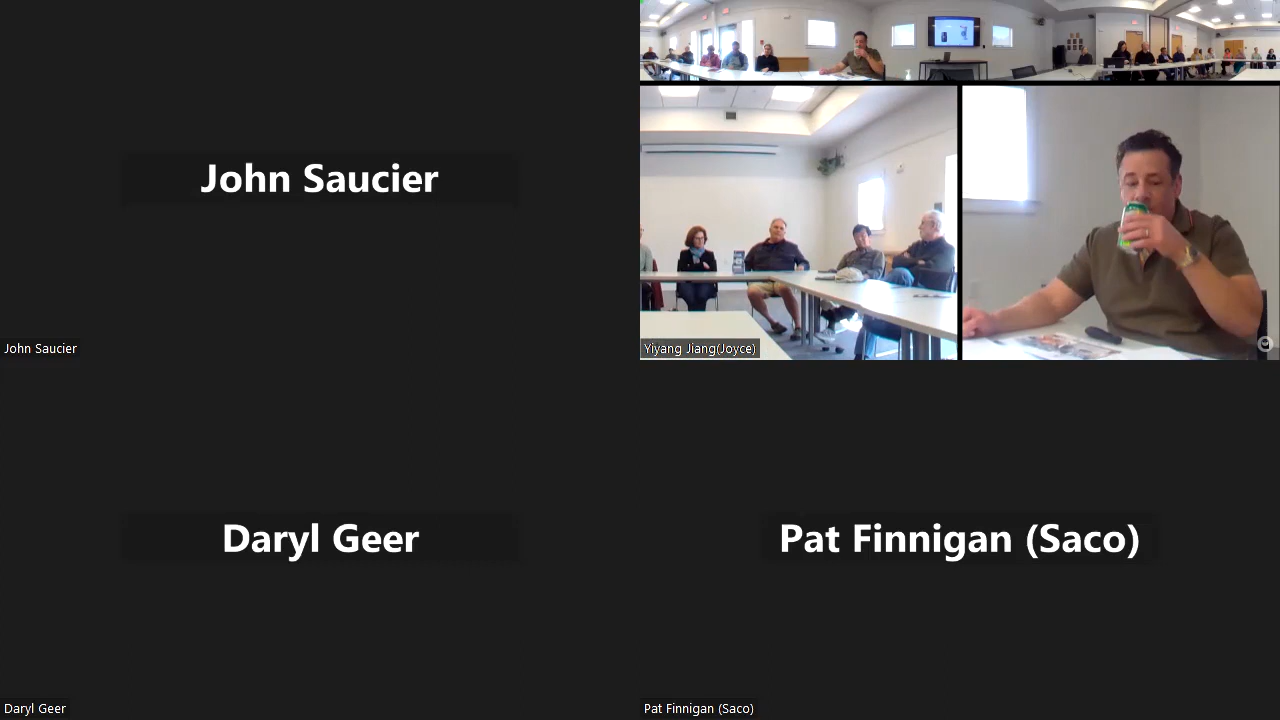 John Saucier
John Saucier
Yiyang Jiang(Joyce)
Daryl Geer
Pat Finnigan (Saco)
Daryl Geer
Pat Finnigan (Saco)